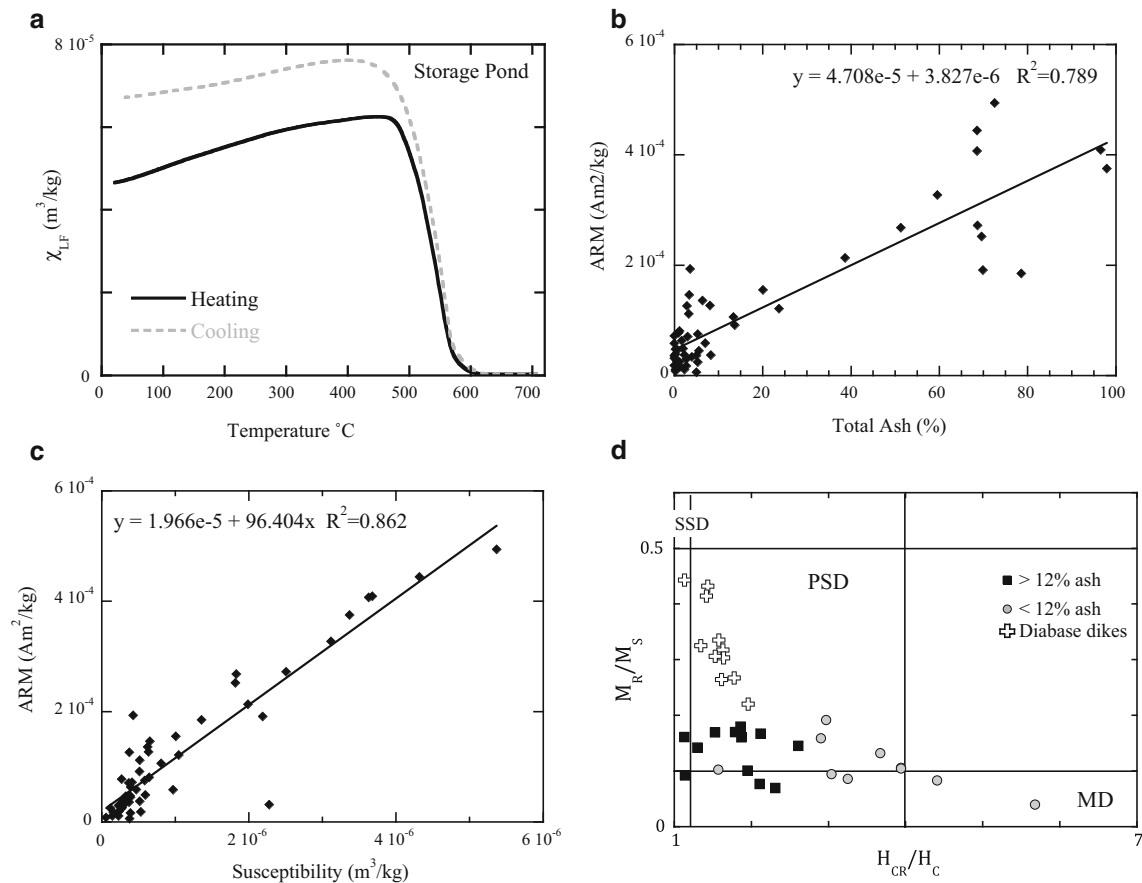 a
8 10-5
Storage Pond
χLF (m3/kg)
Heating
Cooling
0
0 100 200 300 400 500 600 700
Temperature ˚C
b
6 10-4
y = 4.708e-5 + 3.827e-6 R2=0.789
4 10-4
ARM (Am2/kg)
2 10-4
0
0 20 40 60 80 100
Total Ash (%)
c
6 10-4
y = 1.966e-5 + 96.404x R2=0.862
4 10-4
ARM (Am2/kg)
2 10-4
0
0 2 10-6 4 10-6 6 10-6
Susceptibility (m3/kg)
d
SSD
0.5
PSD
> 12% ash
< 12% ash
Diabase dikes
MR/MS
MD
0
1 7
HCR/HC